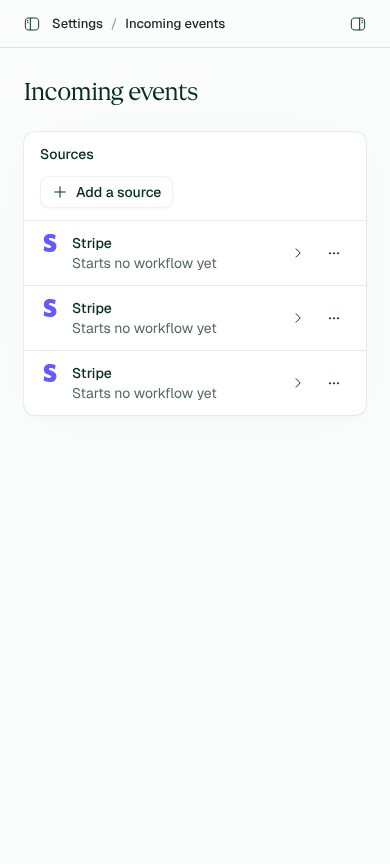 Settings / Incoming events
Incoming events
Sources
Add a source
Stripe
Starts no workflow yet
Stripe
Starts no workflow yet
Stripe
Starts no workflow yet